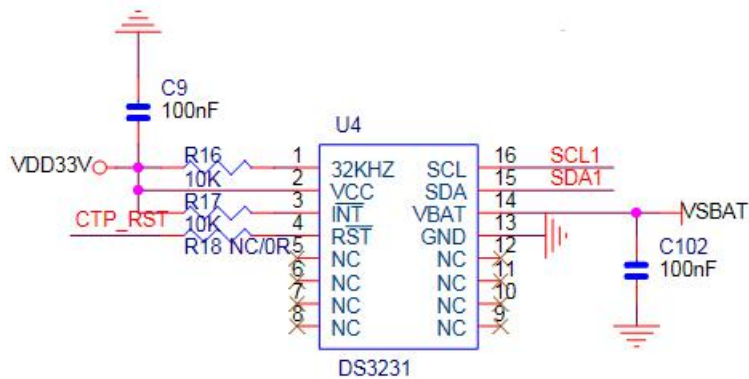 C9
100nF
U4
VDD33V
R16
10K
1
32KHZ
SCL
16
SCL1
2
VCC
SDA
15
SDA1
R17
10K
3
INT
VBAT
14
VSBAT
CTP_RST
4
RST
GND
13
R18 NC/0R
5
NC
NC
12
C102
100nF
6
NC
NC
11
7
NC
NC
10
8
NC
NC
9
DS3231